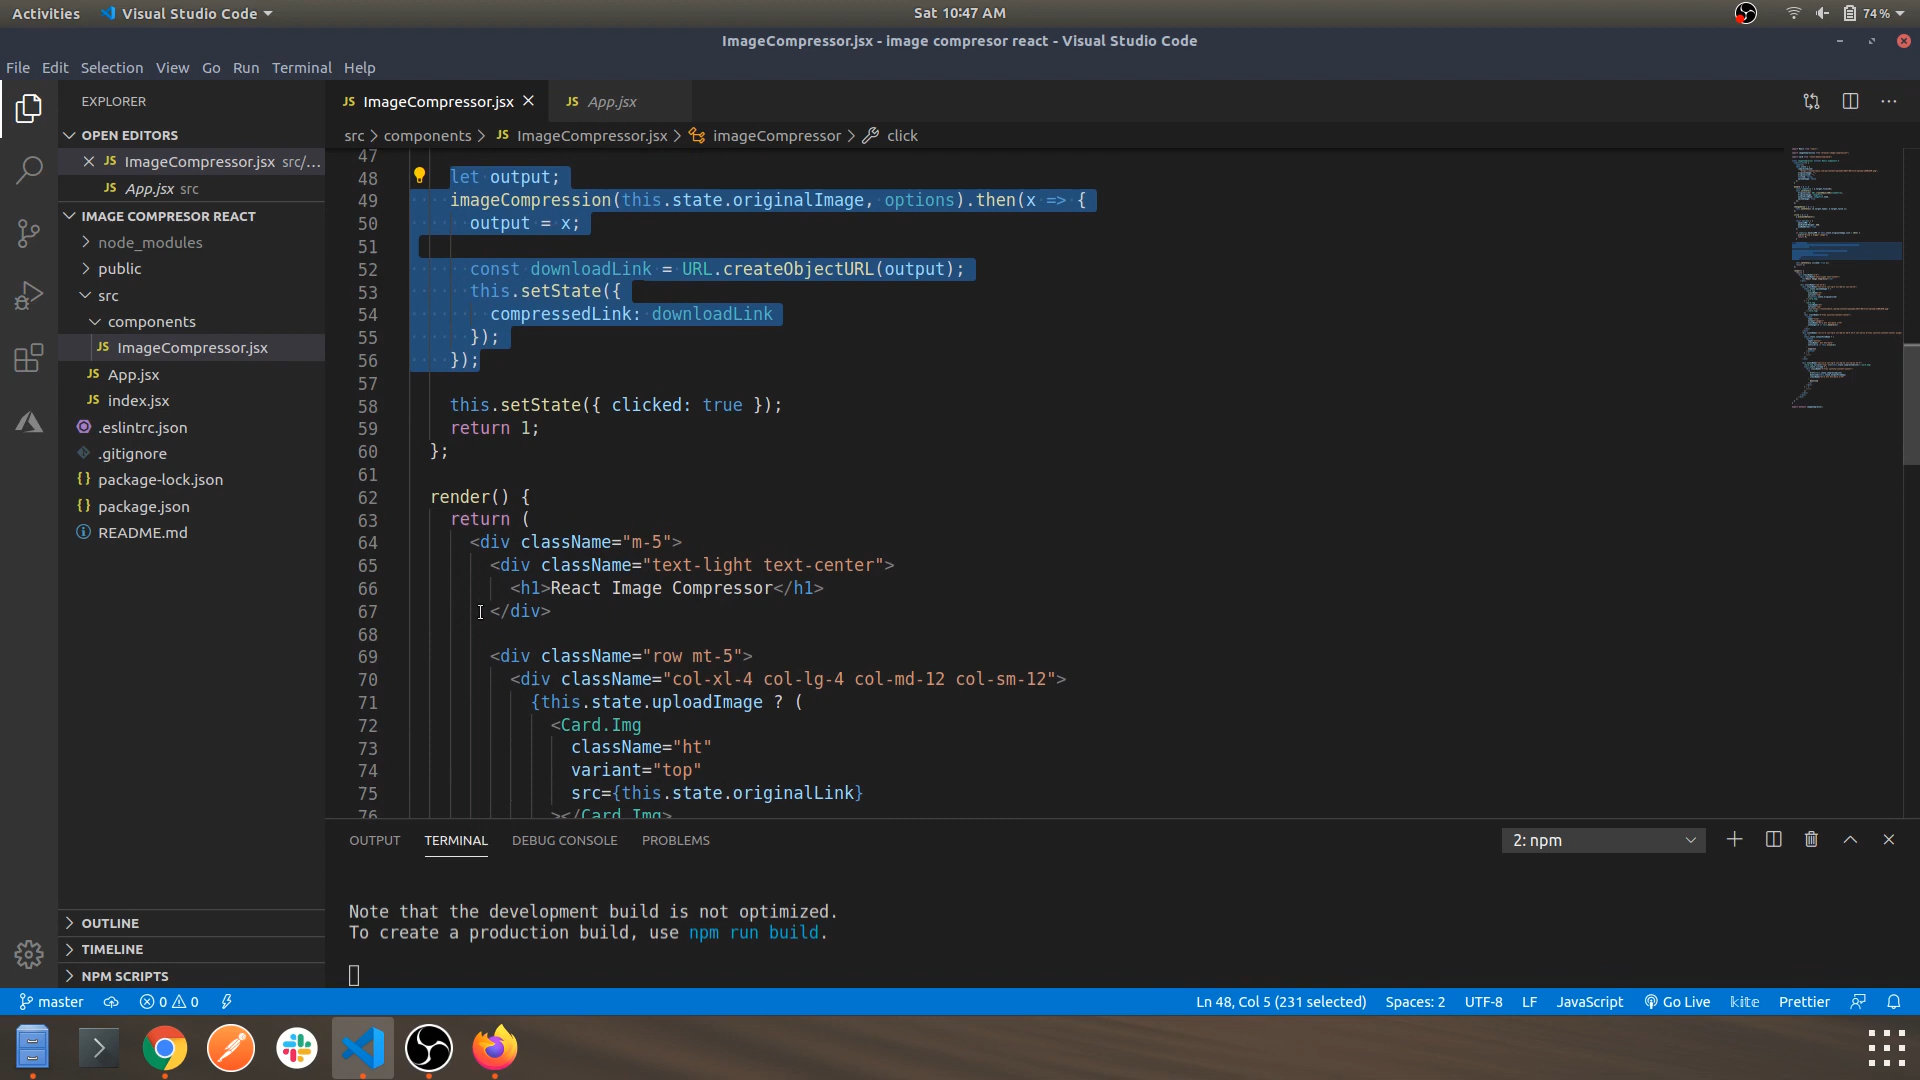 Activities
Visual Studio Code
Sat 10:47 AM
74%
ImageCompressor.jsx - image compresor react - Visual Studio Code
File Edit Selection View Go Run Terminal Help
EXPLORER
OPEN EDITORS
ImageCompressor.jsx src/...
App.jsx src
IMAGE COMPRESOR REACT
node_modules
public
src
components
ImageCompressor.jsx
App.jsx
index.jsx
.eslintrc.json
.gitignore
package-lock.json
package.json
README.md
OUTLINE
TIMELINE
NPM SCRIPTS
JS ImageCompressor.jsx
JS App.jsx
src > components > JS ImageCompressor.jsx > imageCompressor > click
47
48 let output;
49 imageCompression(this.state.originalImage, options).then(x => {
50 output = x;
51
52 const downloadLink = URL.createObjectURL(output);
53 this.setState({
54 compressedLink: downloadLink
55 });
56 });
57
58 this.setState({ clicked: true });
59 return 1;
60 };
61
62 render() {
63 return (
64 <div className="m-5">
65 <div className="text-light text-center">
66 <h1>React Image Compressor</h1>
67 </div>
68
69 <div className="row mt-5">
70 <div className="col-xl-4 col-lg-4 col-md-12 col-sm-12">
71 {this.state.uploadImage ? (
72 <Card.Img
73 className="ht"
74 variant="top"
75 src={this.state.originalLink}
76 ></Card.Img>
OUTPUT TERMINAL DEBUG CONSOLE PROBLEMS
2: npm
Note that the development build is not optimized.
To create a production build, use npm run build.
master
0 0
Ln 48, Col 5 (231 selected) Spaces: 2 UTF-8 LF JavaScript Go Live kite Prettier